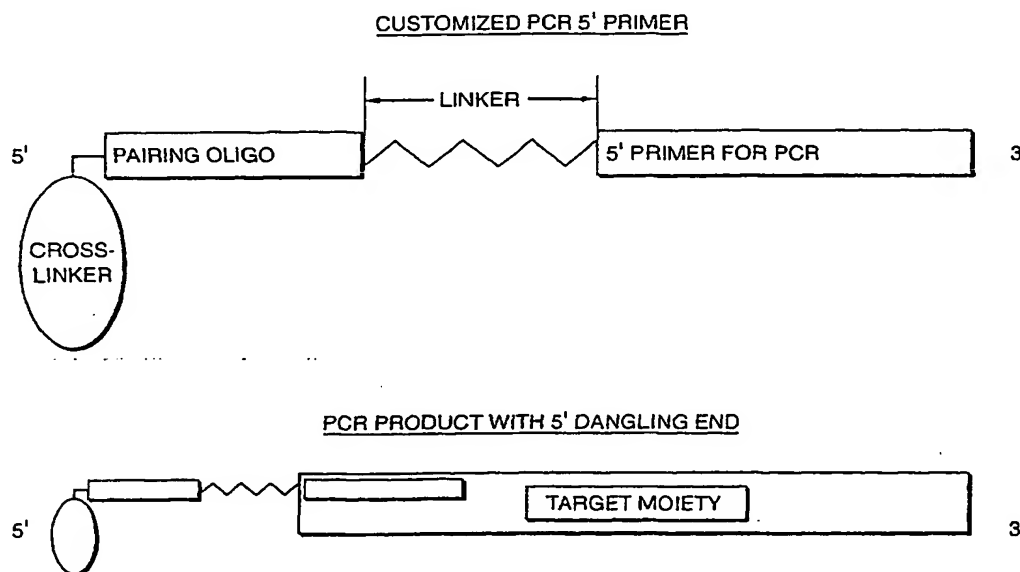 CUSTOMIZED PCR 5' PRIMER
LINKER
5' PAIRING OLIGO 5' PRIMER FOR PCR 3
CROSS-
LINKER
PCR PRODUCT WITH 5' DANGLING END
TARGET MOIETY
5' 3